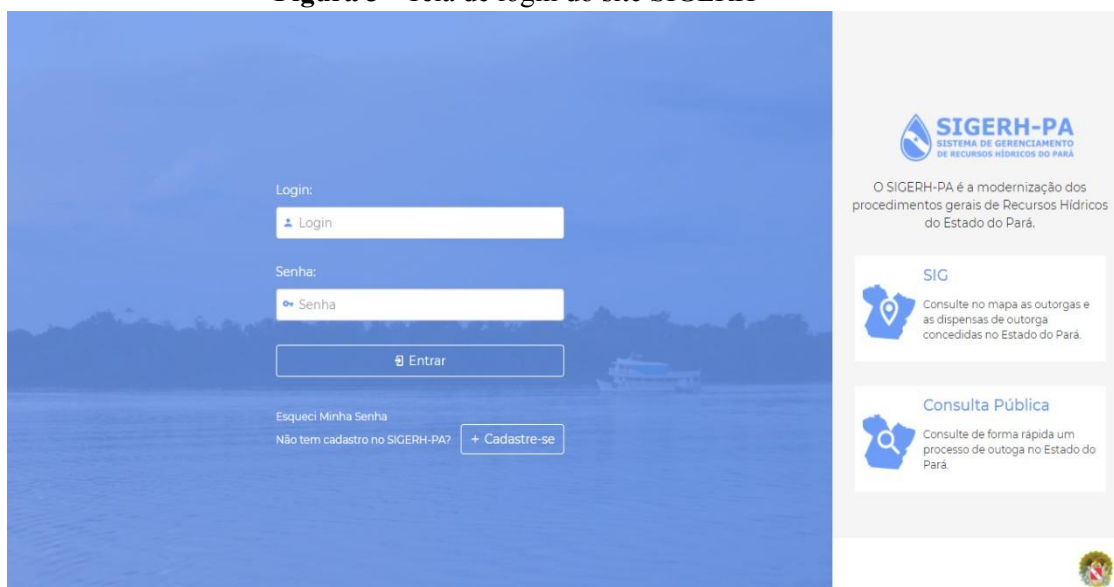 Login:
Login
Senha:
Senha
Entrar
Esqueci Minha Senha
Não tem cadastro no SIGERH-PA? + Cadastre-se
SIGERH-PA
SISTEMA DE GERENCIAMENTO
DE RECURSOS HÍDRICOS DO PARÁ
O SIGERH-PA é a modernização dos
procedimentos gerais de Recursos Hídricos
do Estado do Pará.
SIG
Consulte no mapa as outorgas e
as dispensas de outorga
concedidas no Estado do Pará.
Consulta Pública
Consulte de forma rápida um
processo de outoga no Estado do
Pará.